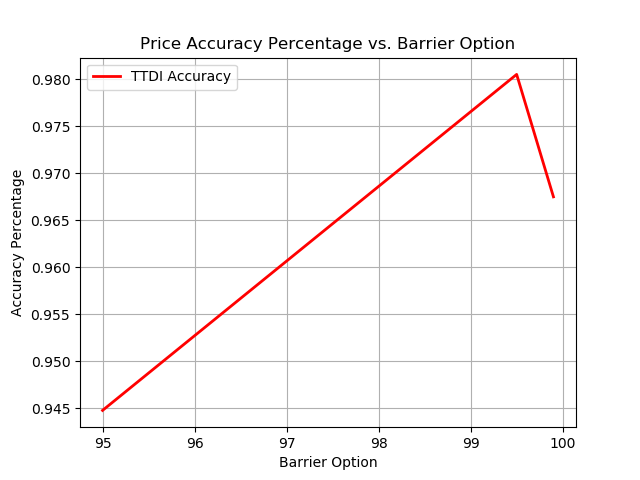 Price Accuracy Percentage vs. Barrier Option
TTDI Accuracy
Accuracy Percentage
0.980
0.975
0.970
0.965
0.960
0.955
0.950
0.945
95 96 97 98 99 100
Barrier Option